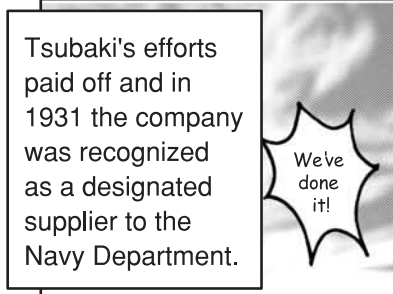 Tsubaki's efforts
paid off and in
1931 the company
was recognized
as a designated
supplier to the
Navy Department.
We've
done
it!